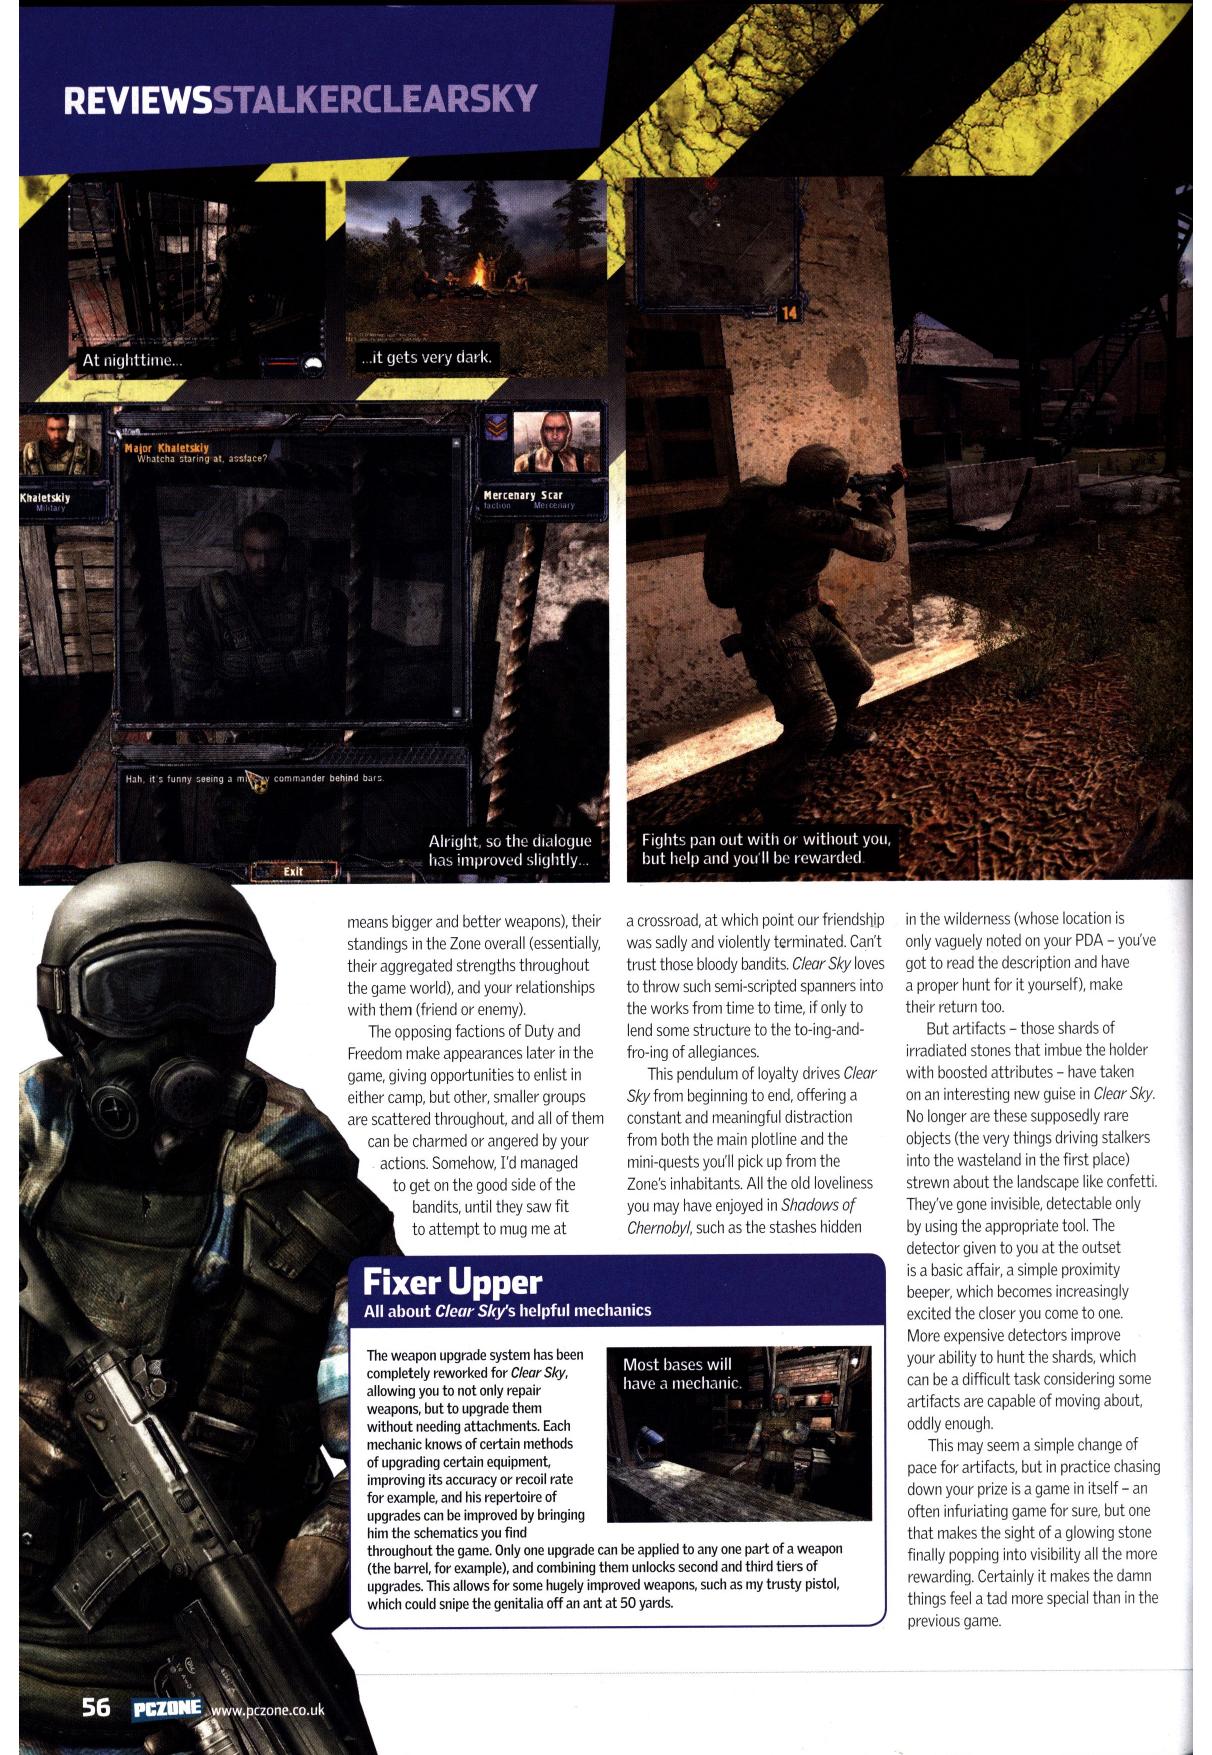 REVIEWSSTALKERCLEARSKY
At nighttime...
...it gets very dark.
14
Major Khaletskiy
Whatcha staring at, assface?
Khaletskiy
Military
Mercenary Scar
faction Mercenary
Hah, it's funny seeing a commander behind bars.
Exit
Alright, so the dialogue
has improved slightly...
Fights pan out with or without you,
but help and you'll be rewarded.
means bigger and better weapons), their
standings in the Zone overall (essentially,
their aggregated strengths throughout
the game world), and your relationships
with them (friend or enemy).
The opposing factions of Duty and
Freedom make appearances later in the
game, giving opportunities to enlist in
either camp, but other, smaller groups
are scattered throughout, and all of them
can be charmed or angered by your
actions. Somehow, I'd managed
to get on the good side of the
bandits, until they saw fit
to attempt to mug me at
a crossroad, at which point our friendship
was sadly and violently terminated. Can't
trust those bloody bandits. Clear Sky loves
to throw such semi-scripted spanners into
the works from time to time, if only to
lend some structure to the to-ing-and-
fro-ing of allegiances.
This pendulum of loyalty drives Clear
Sky from beginning to end, offering a
constant and meaningful distraction
from both the main plotline and the
mini-quests you'll pick up from the
Zone's inhabitants. All the old loveliness
you may have enjoyed in Shadows of
Chernobyl, such as the stashes hidden
in the wilderness (whose location is
only vaguely noted on your PDA – you've
got to read the description and have
a proper hunt for it yourself), make
their return too.
But artifacts – those shards of
irradiated stones that imbue the holder
with boosted attributes – have taken
on an interesting new guise in Clear Sky.
No longer are these supposedly rare
objects (the very things driving stalkers
into the wasteland in the first place)
strewn about the landscape like confetti.
They've gone invisible, detectable only
by using the appropriate tool. The
detector given to you at the outset
is a basic affair, a simple proximity
beeper, which becomes increasingly
excited the closer you come to one.
More expensive detectors improve
your ability to hunt the shards, which
can be a difficult task considering some
artifacts are capable of moving about,
oddly enough.
This may seem a simple change of
pace for artifacts, but in practice chasing
down your prize is a game in itself – an
often infuriating game for sure, but one
that makes the sight of a glowing stone
finally popping into visibility all the more
rewarding. Certainly it makes the damn
things feel a tad more special than in the
previous game.
Fixer Upper
All about Clear Sky's helpful mechanics
The weapon upgrade system has been
completely reworked for Clear Sky,
allowing you to not only repair
weapons, but to upgrade them
without needing attachments. Each
mechanic knows of certain methods
of upgrading certain equipment,
improving its accuracy or recoil rate
for example, and his repertoire of
upgrades can be improved by bringing
him the schematics you find
throughout the game. Only one upgrade can be applied to any one part of a weapon
(the barrel, for example), and combining them unlocks second and third tiers of
upgrades. This allows for some hugely improved weapons, such as my trusty pistol,
which could snipe the genitalia off an ant at 50 yards.
Most bases will
have a mechanic.
56 PCZONE www.pczone.co.uk